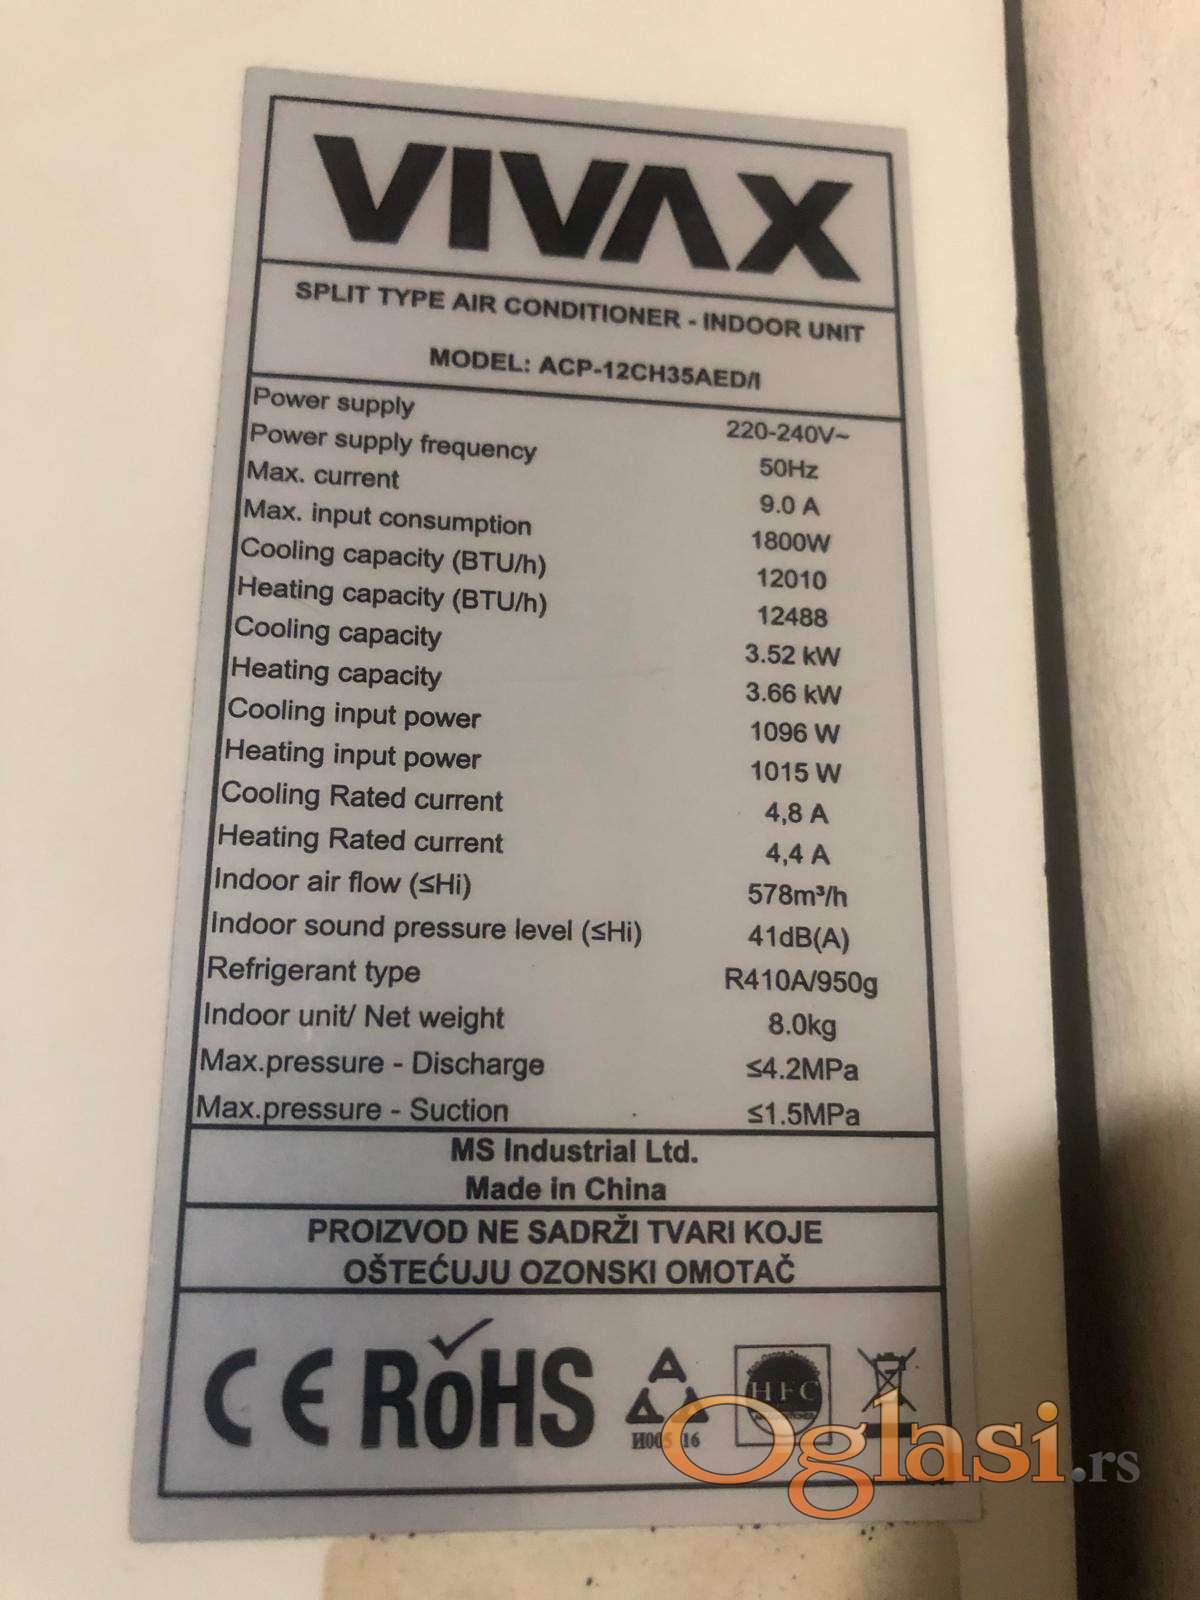 VIVAX
SPLIT TYPE AIR CONDITIONER - INDOOR UNIT
MODEL: ACP-12CH35AED/I
Power supply 220-240V~
Power supply frequency 50Hz
Max. current 9.0 A
Max. input consumption 1800W
Cooling capacity (BTU/h) 12010
Heating capacity (BTU/h) 12488
Cooling capacity 3.52 kW
Heating capacity 3.66 kW
Cooling input power 1096 W
Heating input power 1015 W
Cooling Rated current 4,8 A
Heating Rated current 4,4 A
Indoor air flow (≤Hi) 578m³/h
Indoor sound pressure level (≤Hi) 41dB(A)
Refrigerant type R410A/950g
Indoor unit/ Net weight 8.0kg
Max.pressure - Discharge ≤4.2MPa
Max.pressure - Suction ≤1.5MPa
MS Industrial Ltd.
Made in China
PROIZVOD NE SADRŽI TVARI KOJE
OŠTEĆUJU OZONSKI OMOTAČ
CE RoHS AAA HFC
16
Oglasi.rs